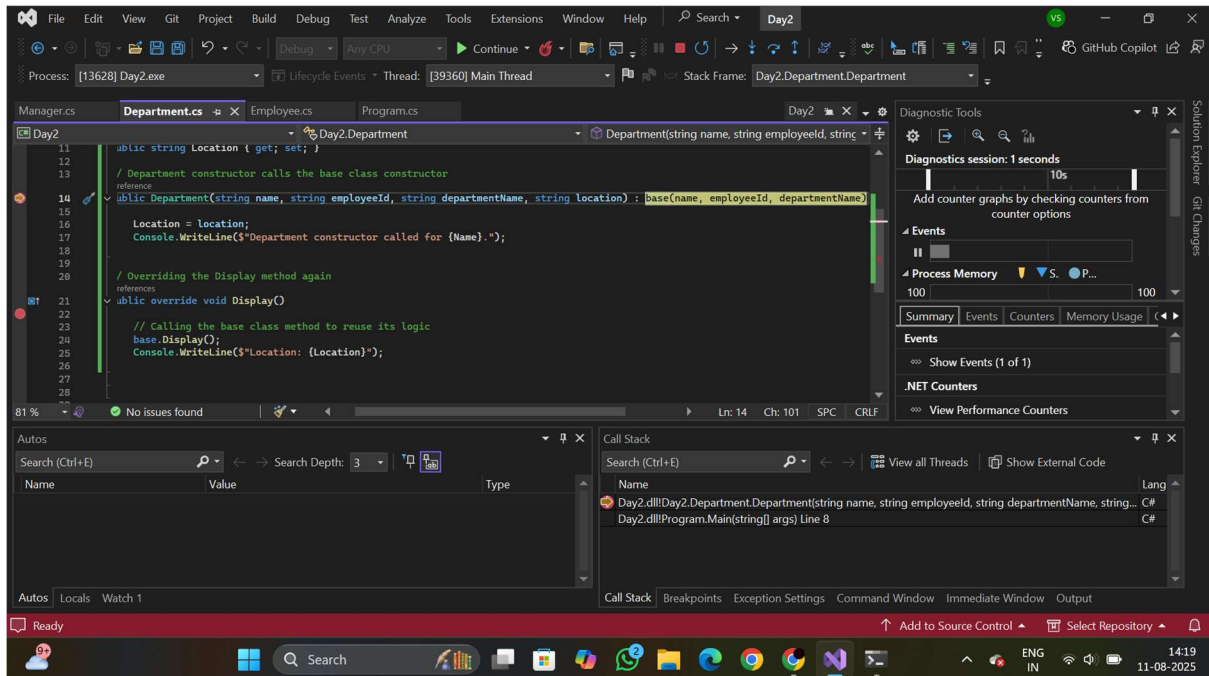 File Edit View Git Project Build Debug Test Analyze Tools Extensions Window Help Search Day2 VS
Debug Any CPU Continue GitHub Copilot
Process: [13628] Day2.exe Lifecycle Events Thread: [39360] Main Thread Stack Frame: Day2.Department.Department
Manager.cs Department.cs Employee.cs Program.cs Day2
Day2 Day2.Department Department(string name, string employeeId, string
11 ublic string Location { get; set; }
12
13 / Department constructor calls the base class constructor
reference
14 ublic Department(string name, string employeeId, string departmentName, string location) : base(name, employeeId, departmentName)
15
16 Location = location;
17 Console.WriteLine($"Department constructor called for {Name}.");
18
19
20 / Overriding the Display method again
references
21 ublic override void Display()
22
23 // Calling the base class method to reuse its logic
24 base.Display();
25 Console.WriteLine($"Location: {Location}");
26
27
28
81 % No issues found Ln: 14 Ch: 101 SPC CRLF
Diagnostic Tools
Diagnostics session: 1 seconds
10s
Add counter graphs by checking counters from
counter options
Events
Process Memory S. P...
100 100
Summary Events Counters Memory Usage (
Events
Show Events (1 of 1)
.NET Counters
View Performance Counters
Solution Explorer
Git Changes
Autos
Search (Ctrl+E) Search Depth: 3
Name Value Type
Autos Locals Watch 1
Call Stack
Search (Ctrl+E) View all Threads Show External Code
Name Lang
Day2.dll!Day2.Department.Department(string name, string employeeId, string departmentName, string... C#
Day2.dll!Program.Main(string[] args) Line 8 C#
Call Stack Breakpoints Exception Settings Command Window Immediate Window Output
Ready Add to Source Control Select Repository
9+ Search 2 ENG 14:19
IN 11-08-2025